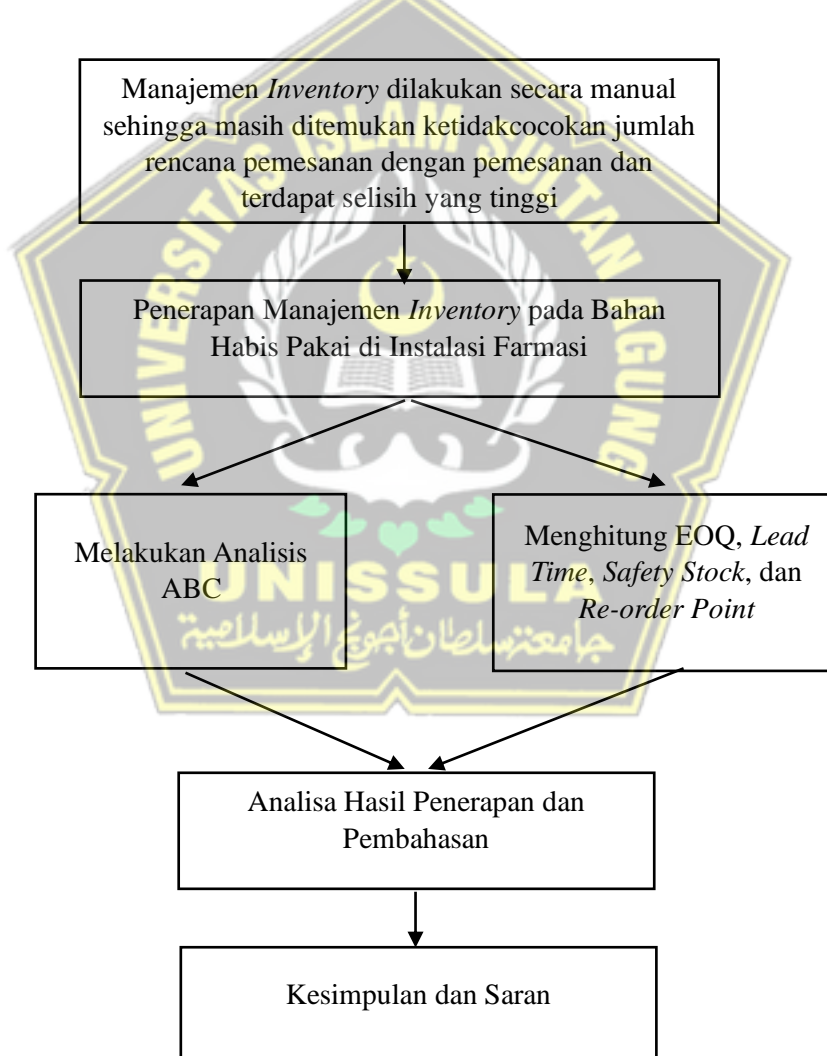 Manajemen Inventory dilakukan secara manual
sehingga masih ditemukan ketidakcocokan jumlah
rencana pemesanan dengan pemesanan dan
terdapat selisih yang tinggi
UNIVERSITAS ISLAM SULTAN AGUNG
Penerapan Manajemen Inventory pada Bahan
Habis Pakai di Instalasi Farmasi
Melakukan Analisis
ABC
Menghitung EOQ, Lead
Time, Safety Stock, dan
Re-order Point
UNISSULA
جامعة سلطان أجونج الإسلامية
Analisa Hasil Penerapan dan
Pembahasan
Kesimpulan dan Saran